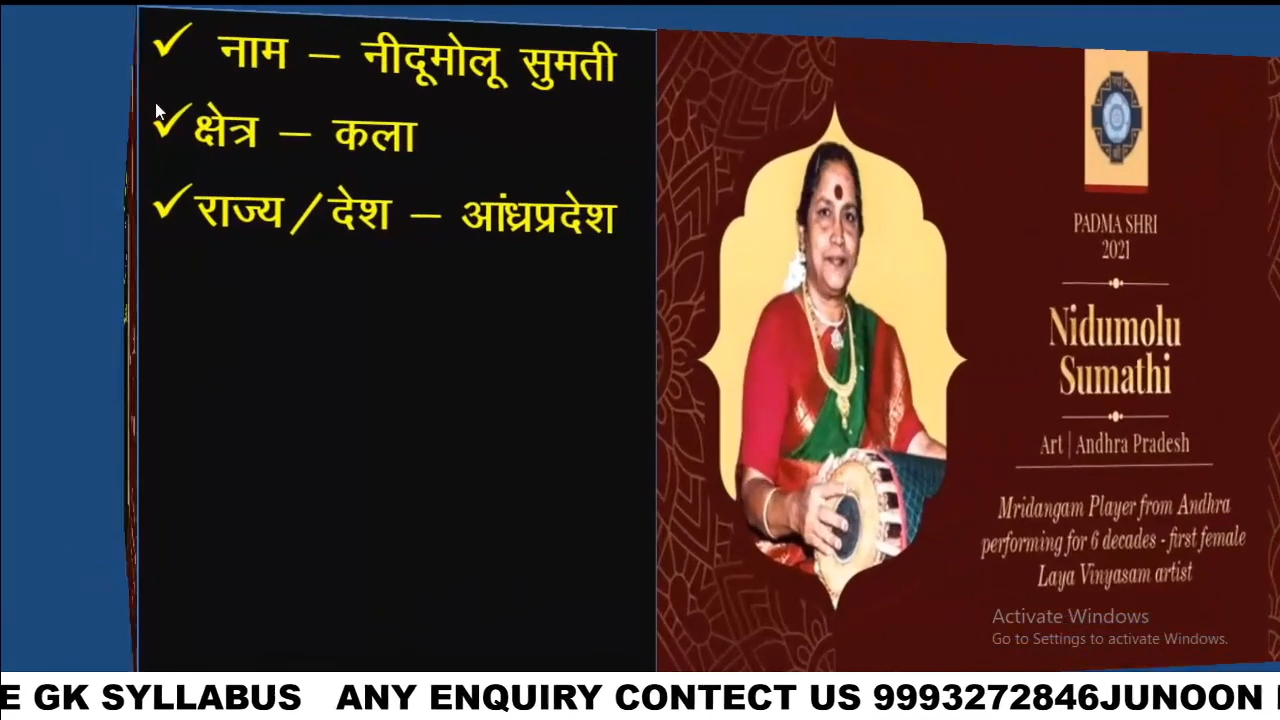 ✓ नाम – नीदूमोलू सुमती
✓ क्षेत्र – कला
✓ राज्य/देश – आंध्रप्रदेश
PADMA SHRI
2021
Nidumolu
Sumathi
Art | Andhra Pradesh
Mridangam Player from Andhra
performing for 6 decades - first female
Laya Vinyasam artist
Activate Windows
Go to Settings to activate Windows.
E GK SYLLABUS ANY ENQUIRY CONTECT US 9993272846JUNOON